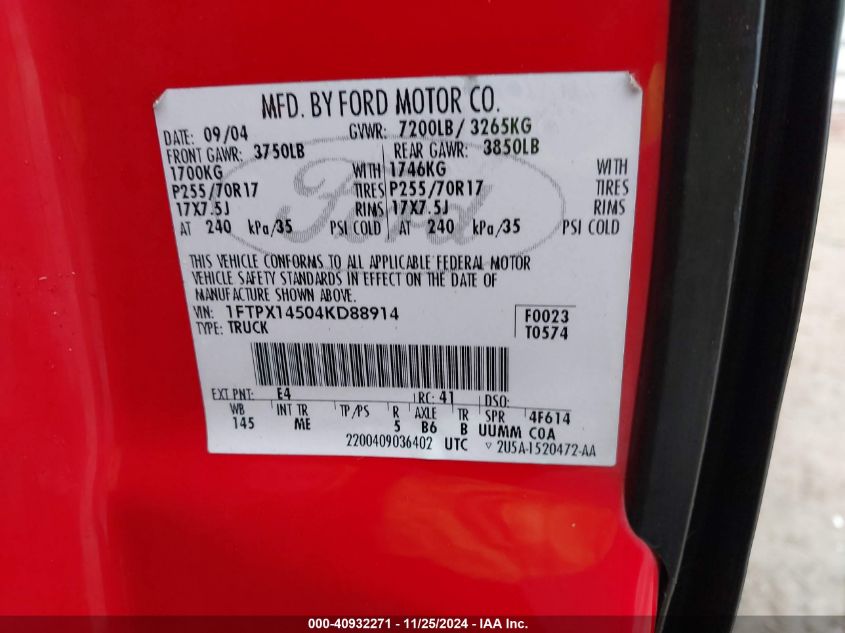 MFD. BY FORD MOTOR CO.
DATE: 09/04 GVWR: 7200LB/ 3265KG
FRONT GAWR: 3750LB REAR GAWR: 3850LB
1700KG WITH 1746KG WITH
P255/70R17 TIRES P255/70R17 TIRES
17X7.5J RIMS 17X7.5J RIMS
AT 240 kPa/35 PSI COLD AT 240 kPa/35 PSI COLD
Ford
THIS VEHICLE CONFORMS TO ALL APPLICABLE FEDERAL MOTOR
VEHICLE SAFETY STANDARDS IN EFFECT ON THE DATE OF
MANUFACTURE SHOWN ABOVE.
VIN: 1FTPX14504KD88914 F0023
TYPE: TRUCK T0574
EXT PNT: E4 RC: 41 DSO:
WB INT TR TP/PS R AXLE TR SPR 4F614
145 ME 5 B6 B UUMM COA
2200409036402 UTC ▽ 2U5A-1520472-AA
000-40932271 - 11/25/2024 - IAA Inc.